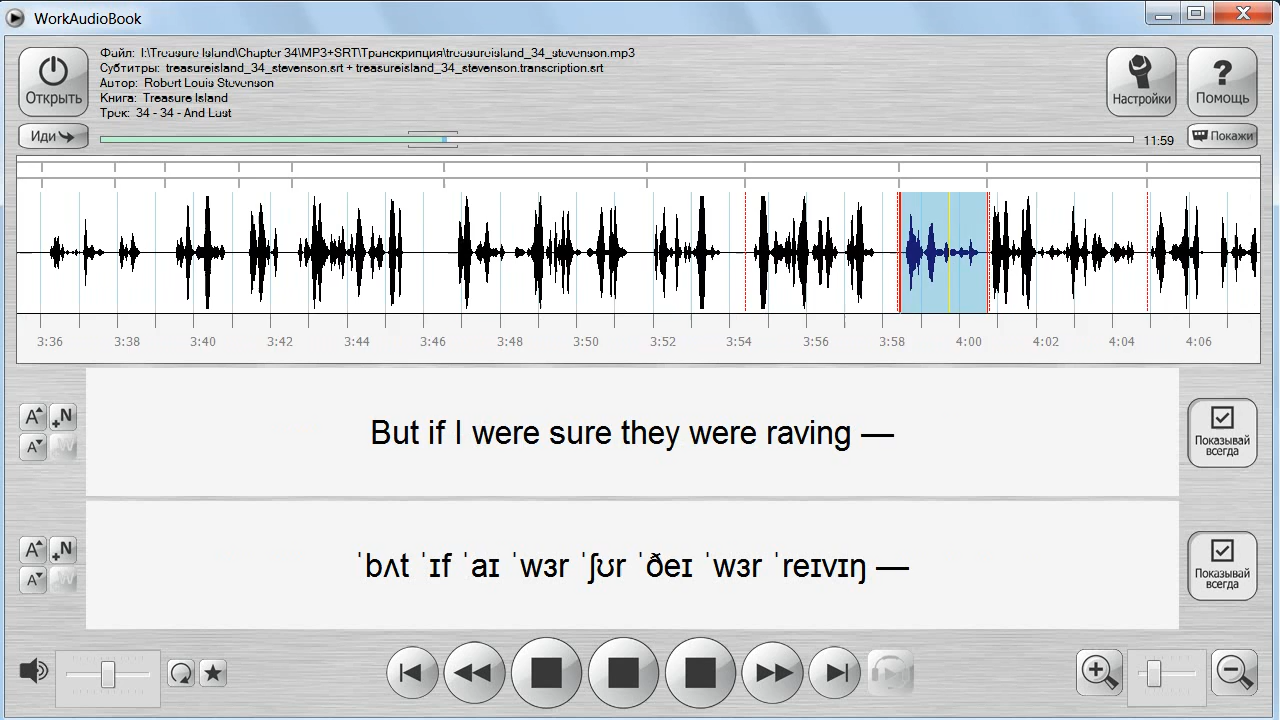 WorkAudioBook
Открыть
Файл: I:\Treasure Island\Chapter 34\MP3+SRT\Транскрипция\treasureisland_34_stevenson.mp3
Субтитры: treasureisland_34_stevenson.srt + treasureisland_34_stevenson.transcription.srt
Автор: Robert Louis Stevenson
Книга: Treasure Island
Трек: 34 - 34 - And Last
Настройки
? Помощь
Иди
11:59
Покажи
3:36 3:38 3:40 3:42 3:44 3:46 3:48 3:50 3:52 3:54 3:56 3:58 4:00 4:02 4:04 4:06
A +N
A W
But if I were sure they were raving —
Показывай
всегда
A +N
A W
ˈbʌt ˈɪf ˈaɪ ˈwɜr ˈʃʊr ˈðeɪ ˈwɜr ˈreɪvɪŋ —
Показывай
всегда